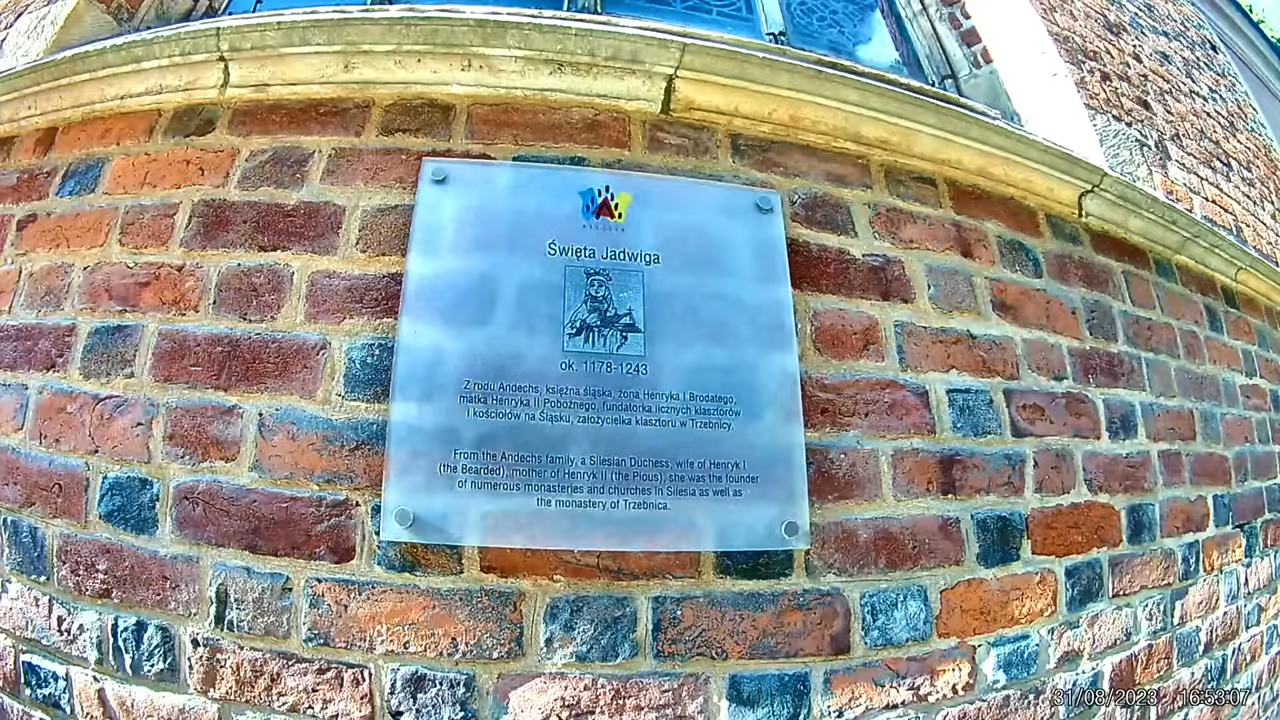 Święta Jadwiga
ok. 1178-1243
Z rodu Andechs, księżna śląska, żona Henryka I Brodatego,
matka Henryka II Pobożnego, fundatorka licznych klasztorów
i kościołów na Śląsku, założycielka klasztoru w Trzebnicy.
From the Andechs family, a Silesian Duchess, wife of Henryk I
(the Bearded), mother of Henryk II (the Pious), she was the founder
of numerous monasteries and churches in Silesia as well as
the monastery of Trzebnica.
31/08/2023 16:53:07